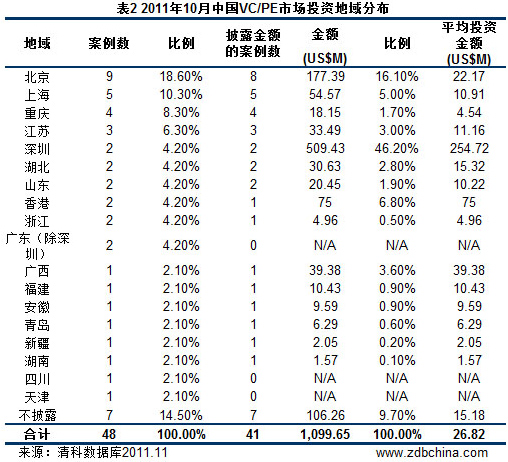 表2 2011年10月中国VC/PE市场投资地域分布
地域 案例数 比例 披露金额的案例数 金额(US$M) 比例 平均投资金额(US$M)
北京 9 18.60% 8 177.39 16.10% 22.17
上海 5 10.30% 5 54.57 5.00% 10.91
重庆 4 8.30% 4 18.15 1.70% 4.54
江苏 3 6.30% 3 33.49 3.00% 11.16
深圳 2 4.20% 2 509.43 46.20% 254.72
湖北 2 4.20% 2 30.63 2.80% 15.32
山东 2 4.20% 2 20.45 1.90% 10.22
香港 2 4.20% 1 75 6.80% 75
浙江 2 4.20% 1 4.96 0.50% 4.96
广东（除深圳） 2 4.20% 0 N/A N/A N/A
广西 1 2.10% 1 39.38 3.60% 39.38
福建 1 2.10% 1 10.43 0.90% 10.43
安徽 1 2.10% 1 9.59 0.90% 9.59
青岛 1 2.10% 1 6.29 0.60% 6.29
新疆 1 2.10% 1 2.05 0.20% 2.05
湖南 1 2.10% 1 1.57 0.10% 1.57
四川 1 2.10% 0 N/A N/A N/A
天津 1 2.10% 0 N/A N/A N/A
不披露 7 14.50% 7 106.26 9.70% 15.18
合计 48 100.00% 41 1,099.65 100.00% 26.82
来源：清科数据库2011.11 www.zdbchina.com